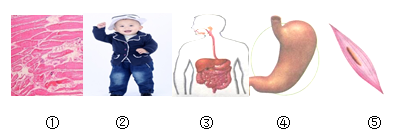 ① ② ③ ④ ⑤